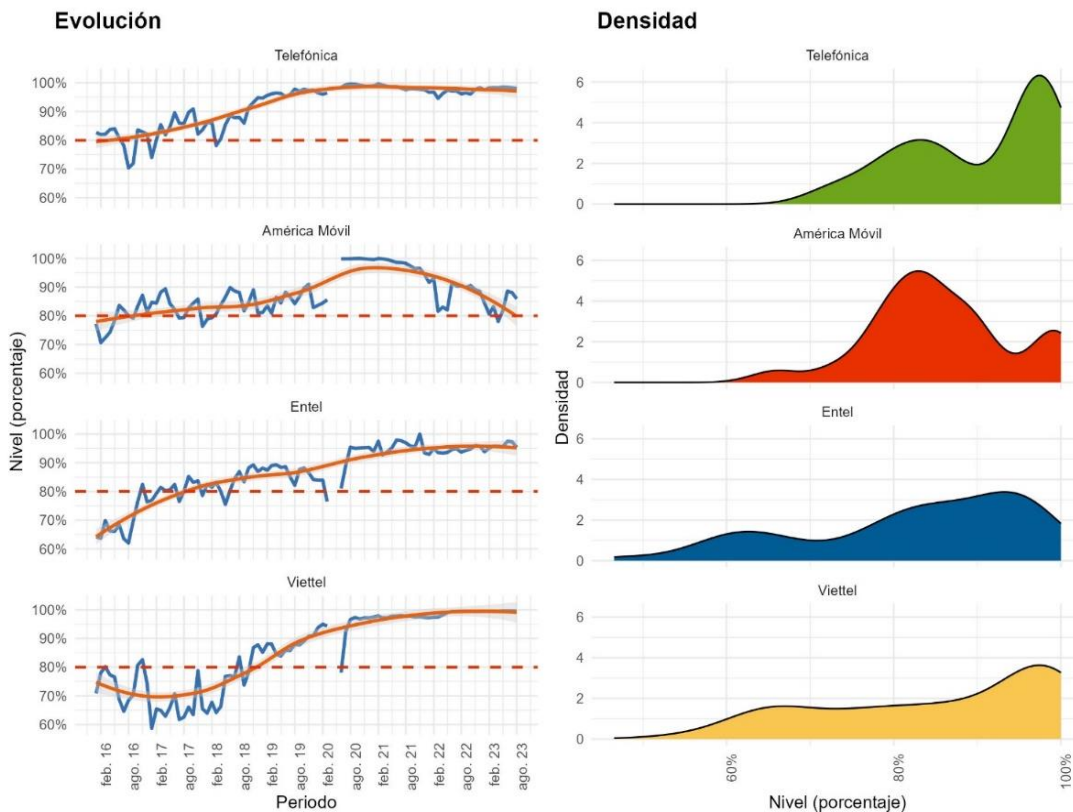 Evolución
Densidad
Telefónica
Telefónica
100%
90%
80%
70%
60%
6
4
2
0
América Móvil
América Móvil
100%
90%
80%
70%
60%
6
4
2
0
Nivel (porcentaje)
Densidad
Entel
Entel
100%
90%
80%
70%
60%
6
4
2
0
Viettel
Viettel
100%
90%
80%
70%
60%
6
4
2
0
feb. 16
ago. 16
feb. 17
ago. 17
feb. 18
ago. 18
feb. 19
ago. 19
feb. 20
ago. 20
feb. 21
ago. 21
feb. 22
ago. 22
feb. 23
ago. 23
60%
80%
100%
Periodo
Nivel (porcentaje)